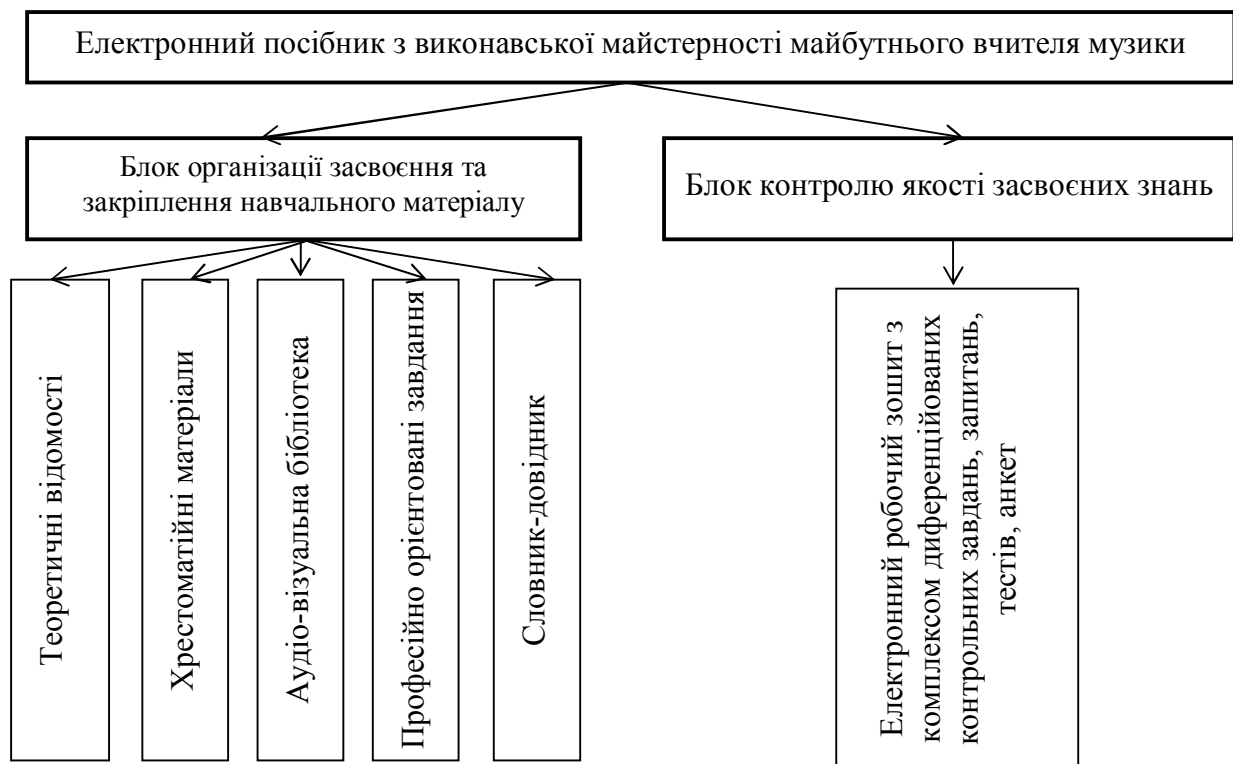 Електронний посібник з виконавської майстерності майбутнього вчителя музики
Блок організації засвоєння та
закріплення навчального матеріалу
Блок контролю якості засвоєних знань
Теоретичні відомості
Хрестоматійні матеріали
Аудіо-візуальна бібліотека
Професійно орієнтовані завдання
Словник-довідник
Електронний робочий зошит з
комплексом диференційованих
контрольних завдань, запитань,
тестів, анкет